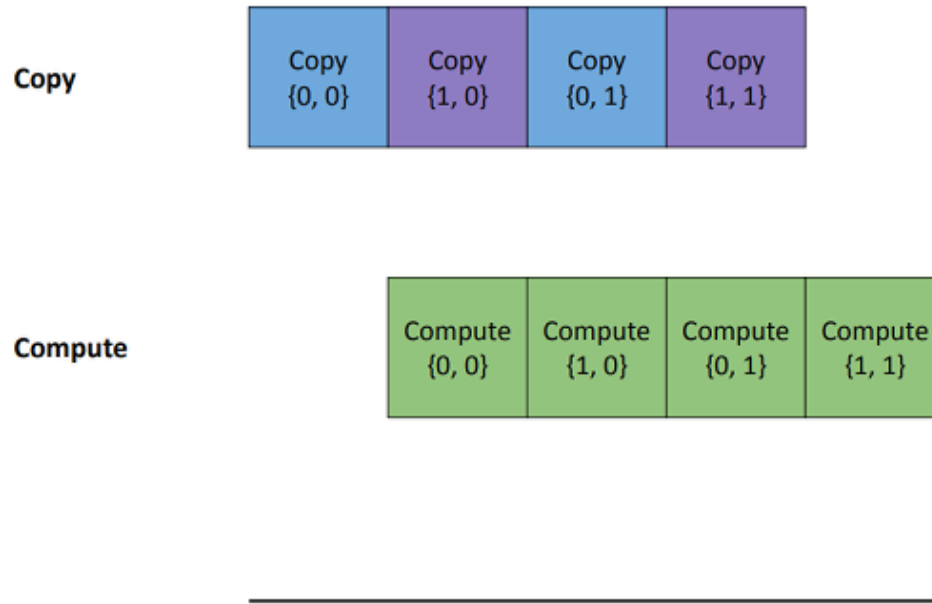 Copy
Copy
{0, 0}
Copy
{1, 0}
Copy
{0, 1}
Copy
{1, 1}
Compute
Compute
{0, 0}
Compute
{1, 0}
Compute
{0, 1}
Compute
{1, 1}